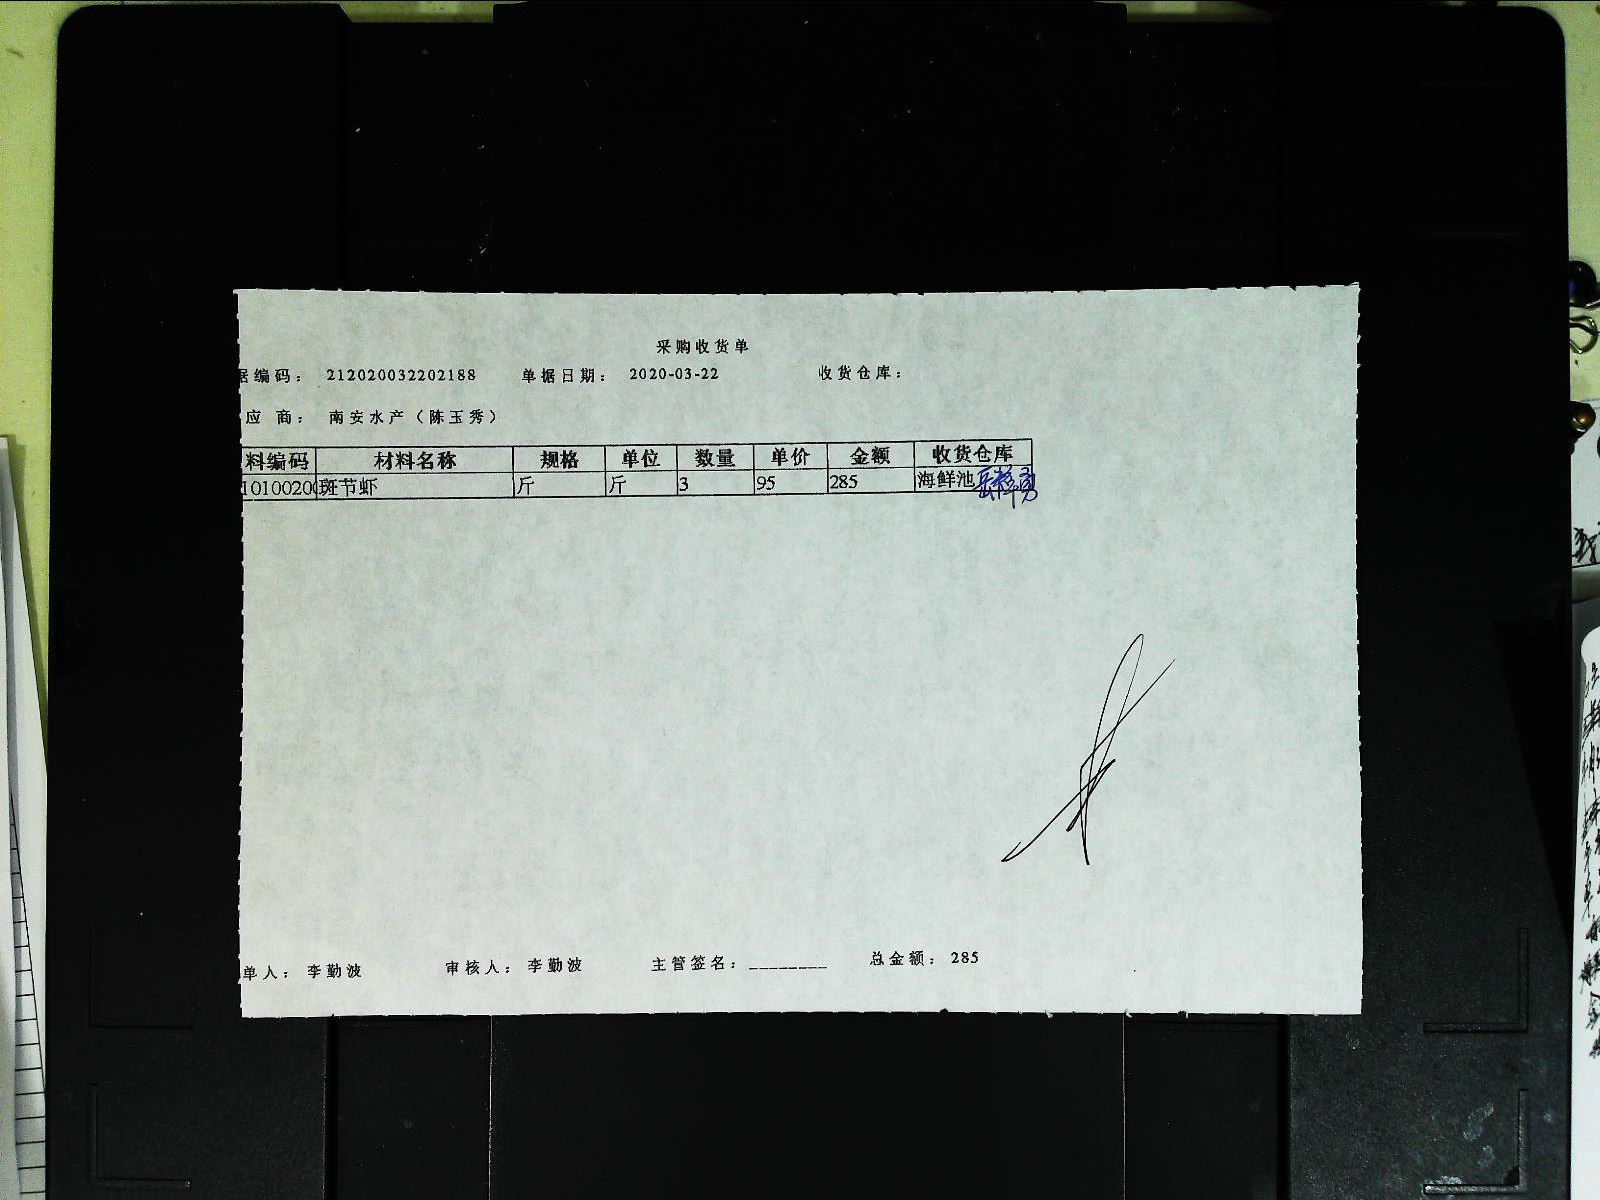 采购收货单
据编码：212020032202188 单据日期：2020-03-22 收货仓库：
应 商：南安水产（陈玉秀）
料编码 材料名称 规格 单位 数量 单价 金额 收货仓库
10100200 斑节虾 斤 斤 3 95 285 海鲜池
单人：李勤波 审核人：李勤波 主管签名：________ 总金额：285